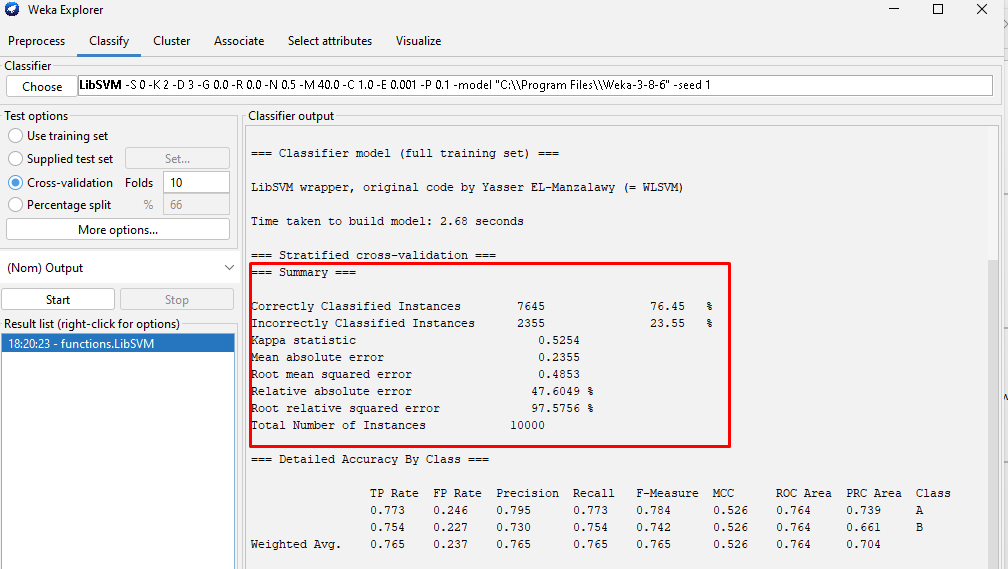 Weka Explorer
Preprocess Classify Cluster Associate Select attributes Visualize
Classifier
Choose LibSVM -S 0 -K 2 -D 3 -G 0.0 -R 0.0 -N 0.5 -M 40.0 -C 1.0 -E 0.001 -P 0.1 -model "C:\\Program Files\\Weka-3-8-6" -seed 1
Test options
Use training set
Supplied test set Set...
Cross-validation Folds 10
Percentage split % 66
More options...
(Nom) Output
Start Stop
Result list (right-click for options)
18:20:23 - functions.LibSVM
Classifier output
=== Classifier model (full training set) ===
LibSVM wrapper, original code by Yasser EL-Manzalawy (= WLSVM)
Time taken to build model: 2.68 seconds
=== Stratified cross-validation ===
=== Summary ===
Correctly Classified Instances 7645 76.45 %
Incorrectly Classified Instances 2355 23.55 %
Kappa statistic 0.5254
Mean absolute error 0.2355
Root mean squared error 0.4853
Relative absolute error 47.6049 %
Root relative squared error 97.5756 %
Total Number of Instances 10000
=== Detailed Accuracy By Class ===
TP Rate FP Rate Precision Recall F-Measure MCC ROC Area PRC Area Class
0.773 0.246 0.795 0.773 0.784 0.526 0.764 0.739 A
0.754 0.227 0.730 0.754 0.742 0.526 0.764 0.661 B
Weighted Avg. 0.765 0.237 0.765 0.765 0.765 0.526 0.764 0.704